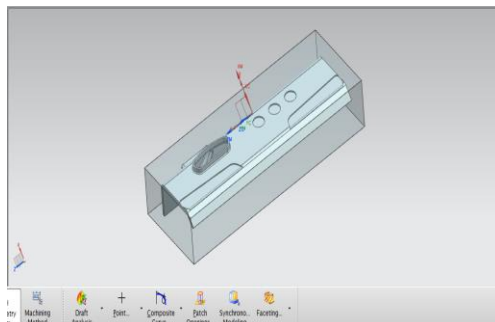 Machining Draft Point... Composite Patch Synchrono... Faceting...
Method Analysis Curve Openings Modeling